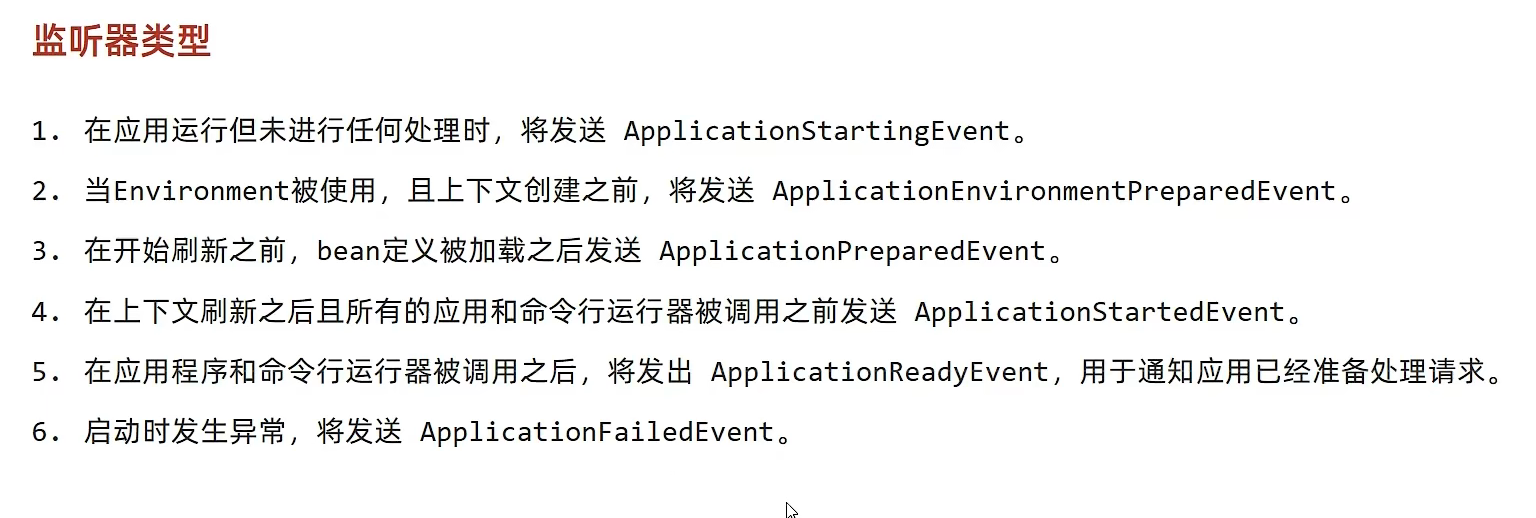 监听器类型
1. 在应用运行但未进行任何处理时，将发送 ApplicationStartingEvent。
2. 当Environment被使用，且上下文创建之前，将发送 ApplicationEnvironmentPreparedEvent。
3. 在开始刷新之前，bean定义被加载之后发送 ApplicationPreparedEvent。
4. 在上下文刷新之后且所有的应用和命令行运行器被调用之前发送 ApplicationStartedEvent。
5. 在应用程序和命令行运行器被调用之后，将发出 ApplicationReadyEvent，用于通知应用已经准备处理请求。
6. 启动时发生异常，将发送 ApplicationFailedEvent。